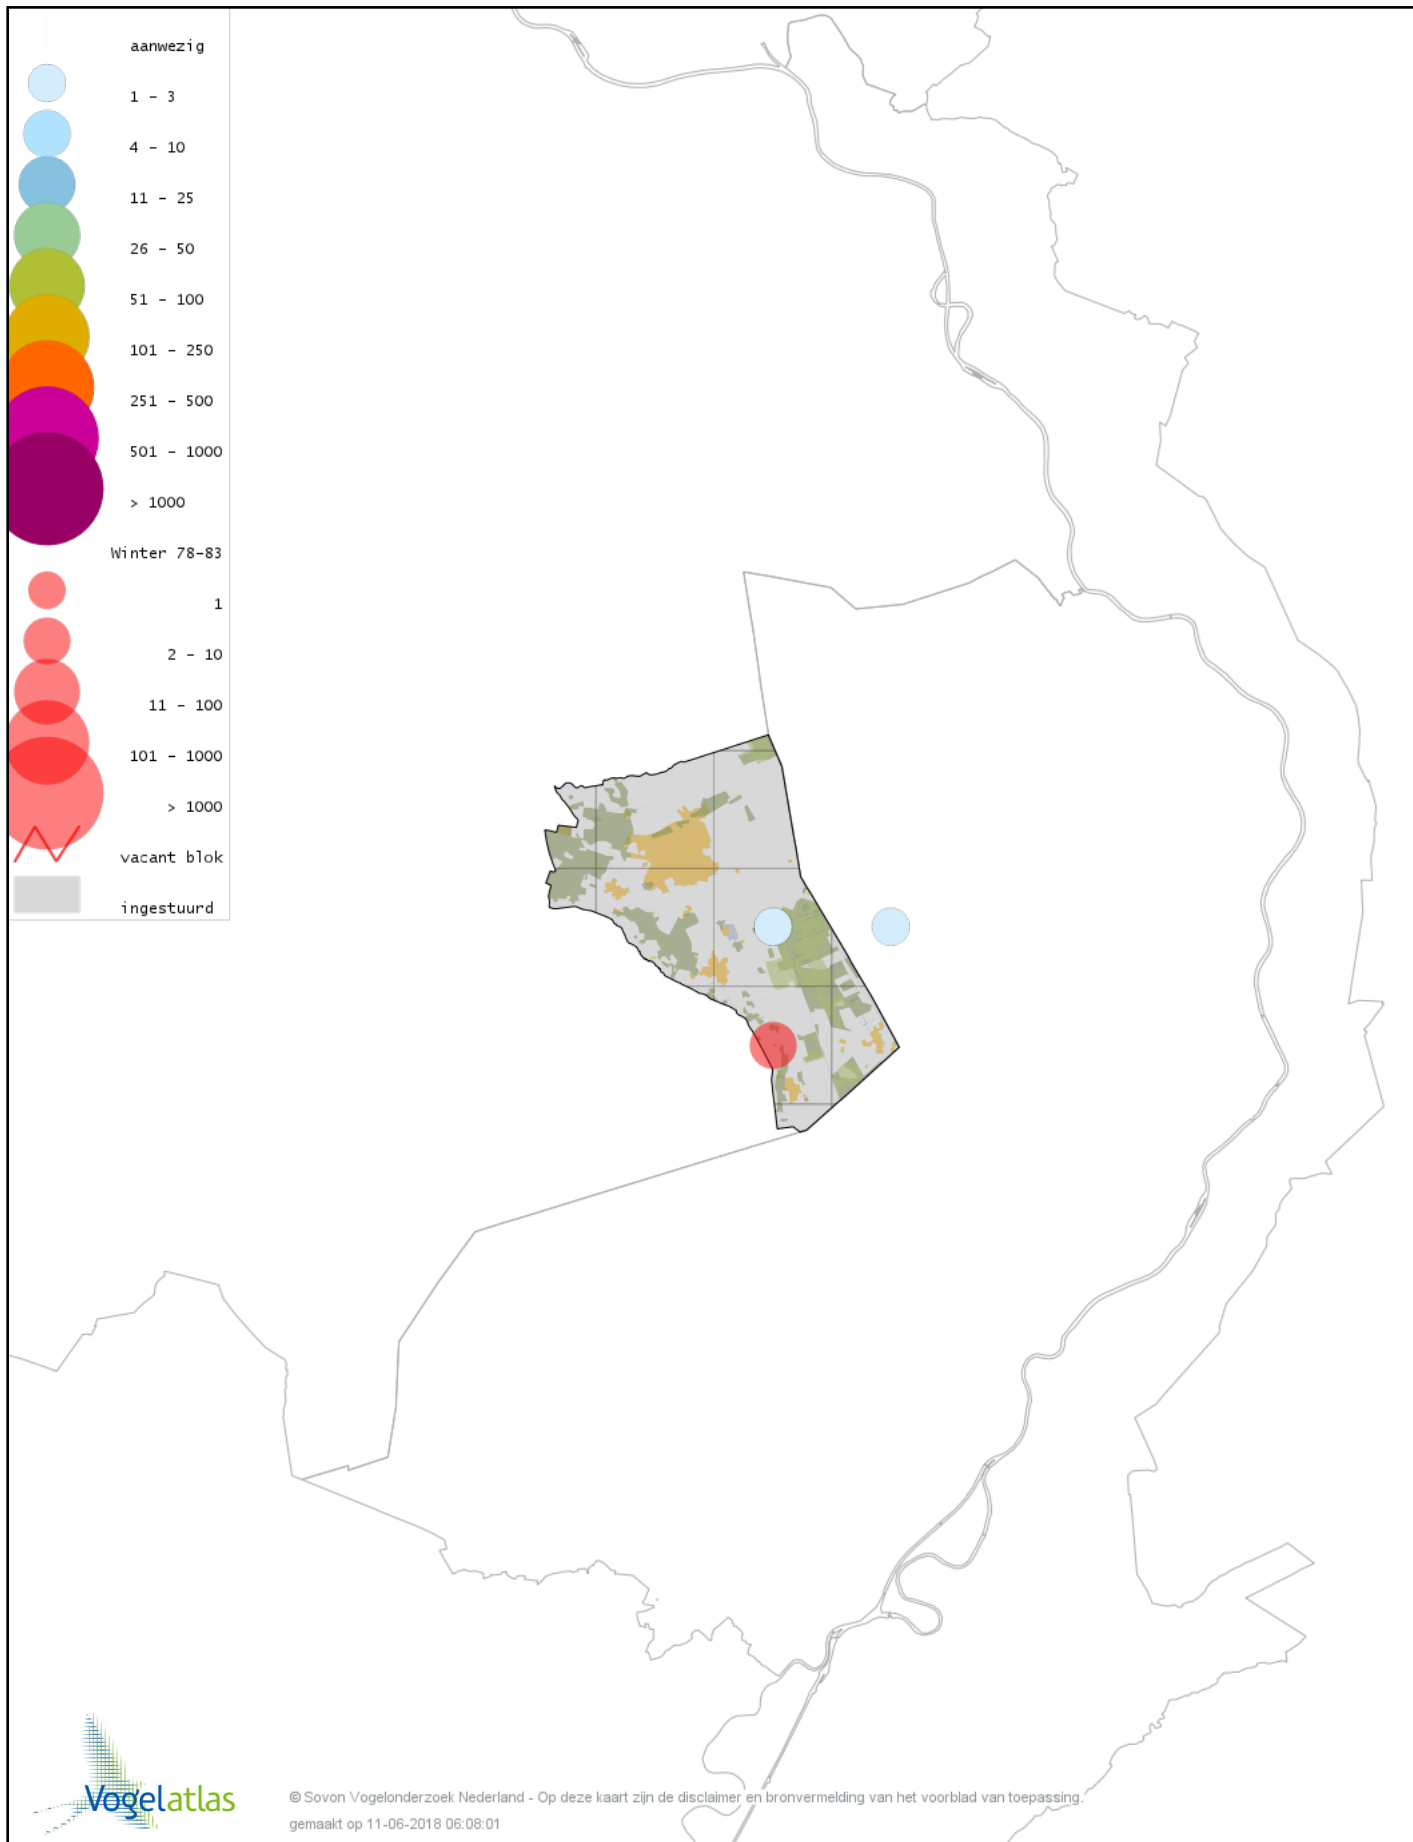 aanwezig
1 - 3
4 - 10
11 - 25
26 - 50
51 - 100
101 - 250
251 - 500
501 - 1000
> 1000
Winter 78-83
1
2 - 10
11 - 100
101 - 1000
> 1000
vacant blok
ingestuurd
Vogelatlas
© Sovon Vogelonderzoek Nederland - Op deze kaart zijn de disclaimer en bronvermelding van het voorblad van toepassing.
gemaakt op 11-06-2018 06:08:01